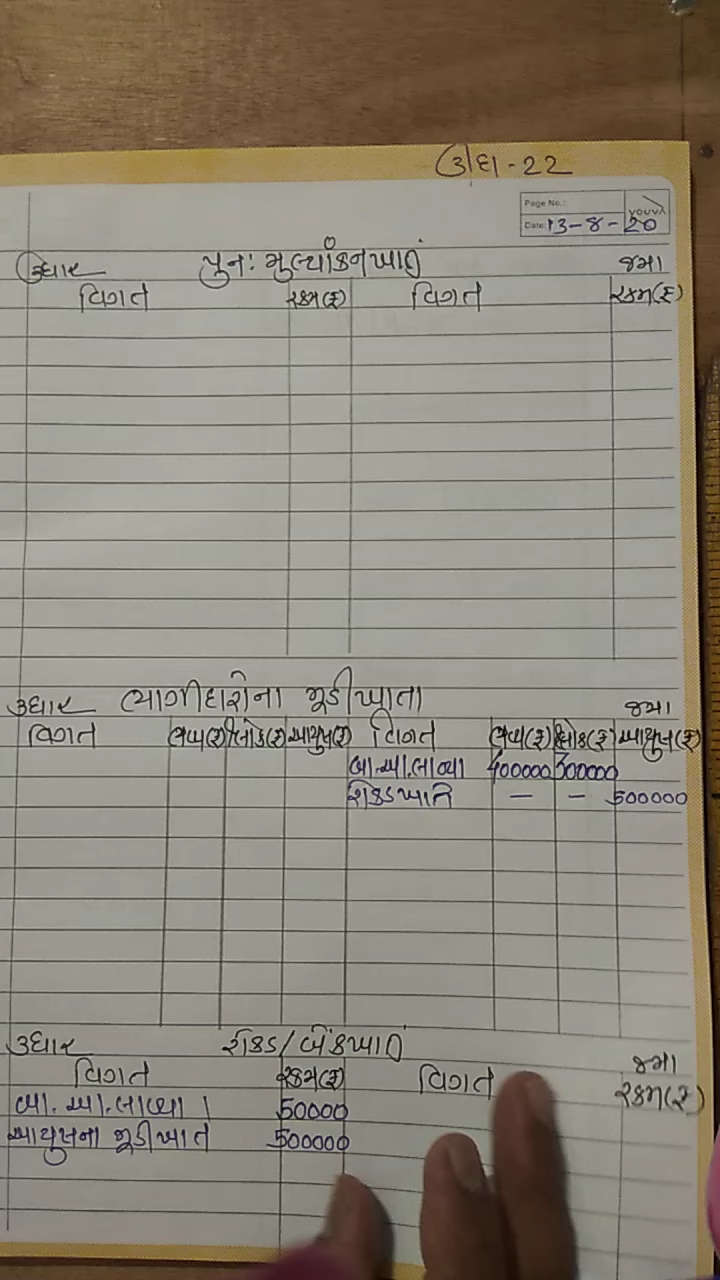 ઉદા-22
Page No.:
youva
Date: 13-8-20
ઉધાર પુનઃમુલ્યાંકન ખાતું જમા
વિગત રકમ(₹) વિગત રકમ(₹)
ઉધાર ભાગીદારોના મૂડીખાતા જમા
વિગત ભવ્ય(₹) શ્લોક(₹) આયુષ(₹) વિગત ભવ્ય(₹) શ્લોક(₹) આયુષ(₹)
બા.આ.લાવ્યા 400000 300000
રોકડખાતે — — 500000
ઉધાર રોકડ/બેંકખાતું જમા
વિગત રકમ(₹) વિગત રકમ(₹)
બા.આ.લાવ્યા 50000
આયુષના મૂડીખાતે 500000